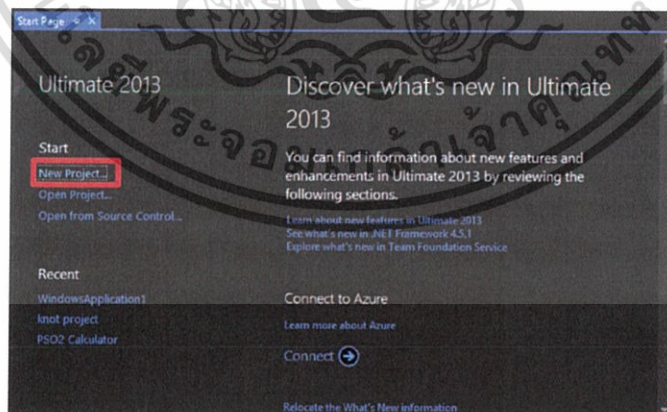 Start Page
Ultimate 2013
Start
New Project...
Open Project...
Open from Source Control...
Recent
WindowsApplication1
knot project
PSO2 Calculator
Discover what's new in Ultimate
2013
You can find information about new features and
enhancements in Ultimate 2013 by reviewing the
following sections.
Learn about new features in Ultimate 2013
See what's new in .NET Framework 4.5.1
Explore what's new in Team Foundation Service
Connect to Azure
Learn more about Azure
Connect
Relocate the What's New information